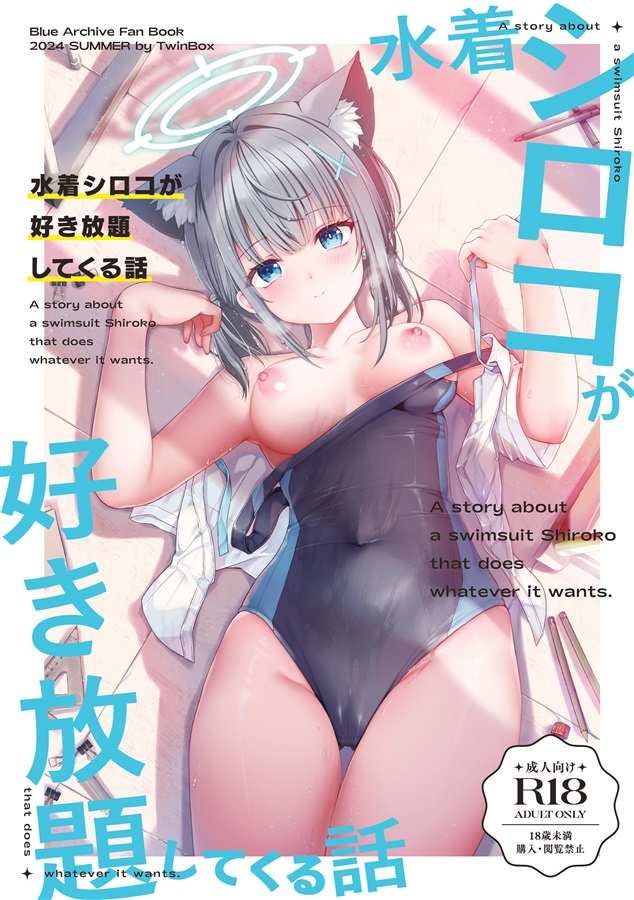 Blue Archive Fan Book
2024 SUMMER by TwinBox
水着シロコが
好き放題
してくる話
A story about
a swimsuit Shiroko
that does
whatever it wants.
水着シロコが
好き放題してくる話
A story about
a swimsuit Shiroko
A story about
a swimsuit Shiroko
that does
whatever it wants.
that does
whatever it wants.
成人向け
R18
ADULT ONLY
18歳未満
購入・閲覧禁止